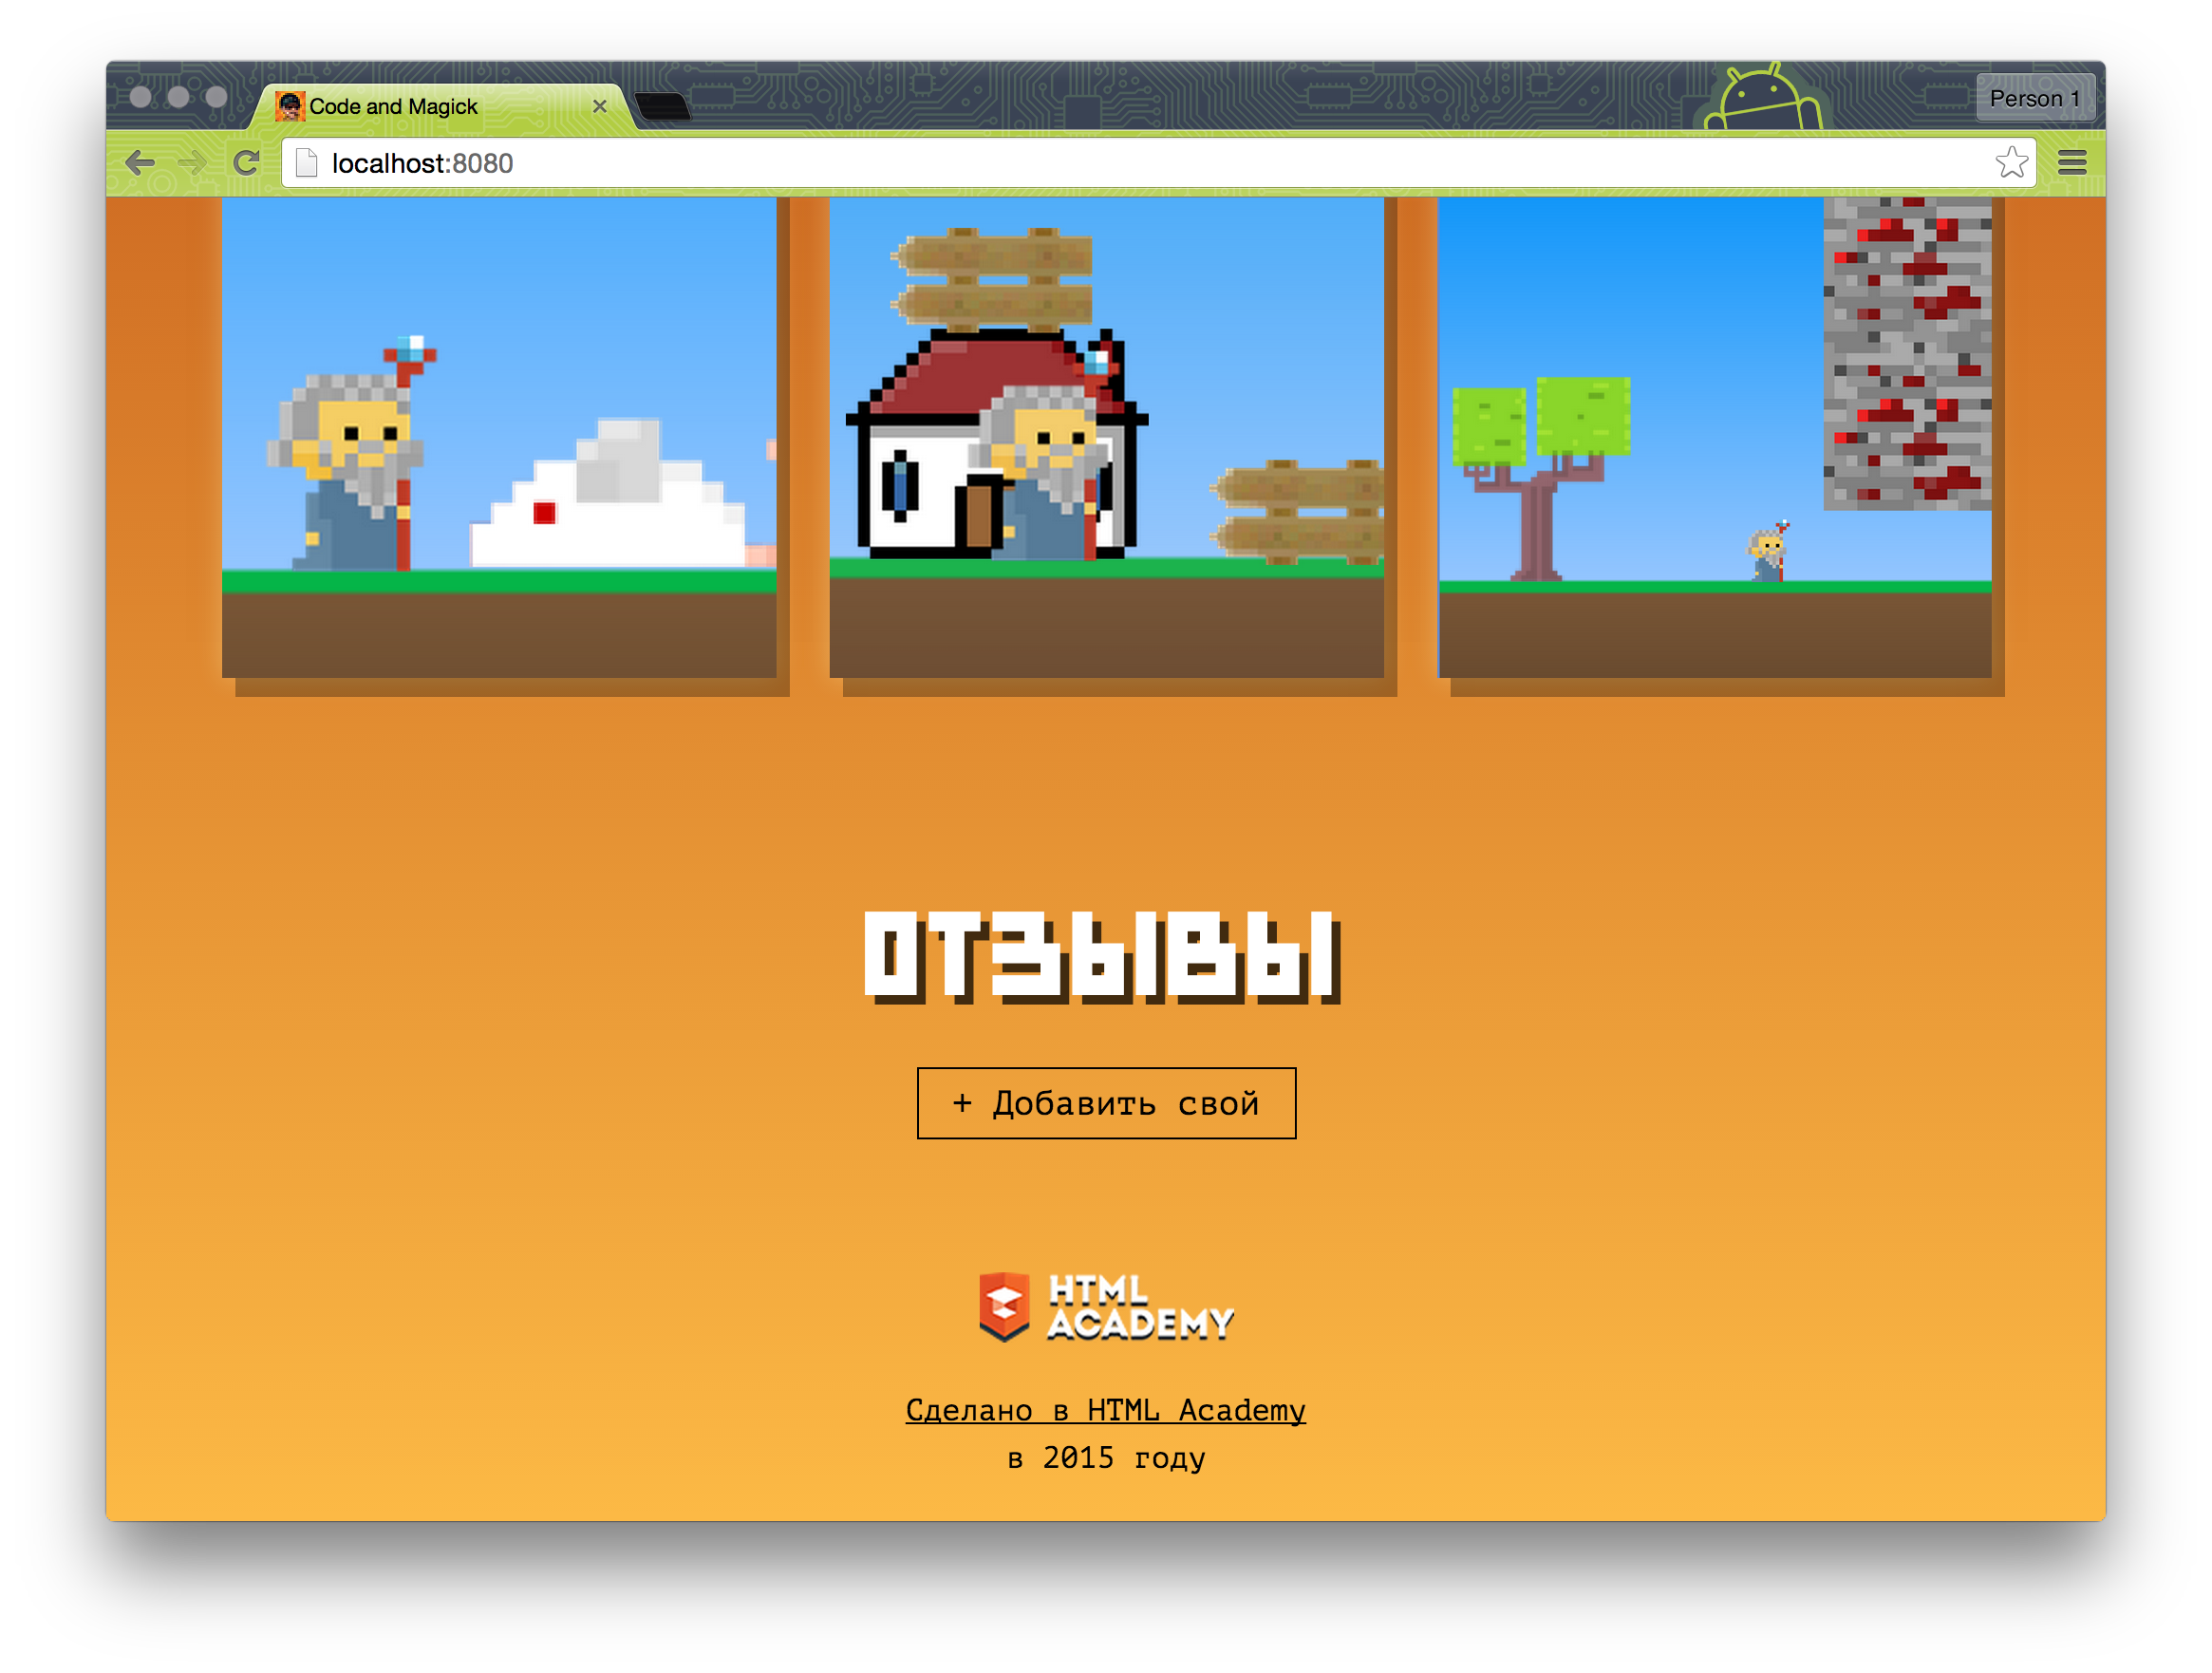 Code and Magick
Person 1
localhost:8080
ОТЗЫВЫ
+ Добавить свой
HTML
ACADEMY
Сделано в HTML Academy
в 2015 году